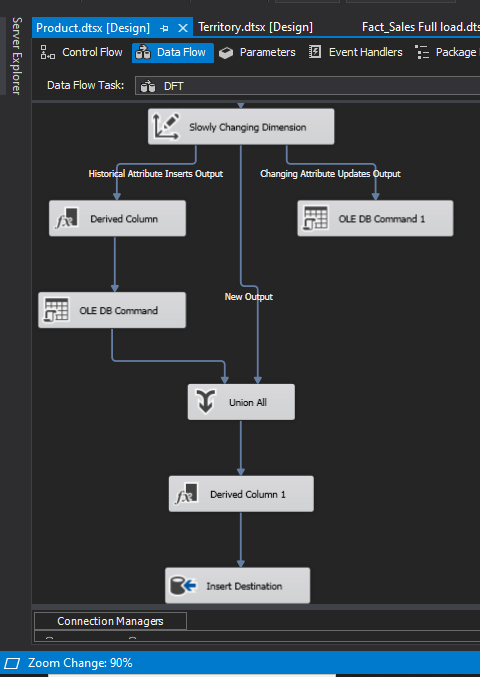 Server Explorer
Product.dtsx [Design]
Territory.dtsx [Design]
Fact_Sales Full load.dts
Control Flow
Data Flow
Parameters
Event Handlers
Package
Data Flow Task:
DFT
Slowly Changing Dimension
Historical Attribute Inserts Output
Changing Attribute Updates Output
Derived Column
OLE DB Command 1
New Output
OLE DB Command
Union All
Derived Column 1
Insert Destination
Connection Managers
Zoom Change: 90%